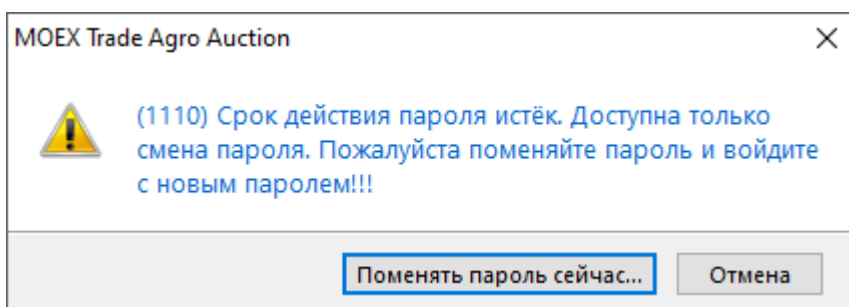 MOEX Trade Agro Auction
(1110) Срок действия пароля истёк. Доступна только
смена пароля. Пожалуйста поменяйте пароль и войдите
с новым паролем!!!
Поменять пароль сейчас... Отмена